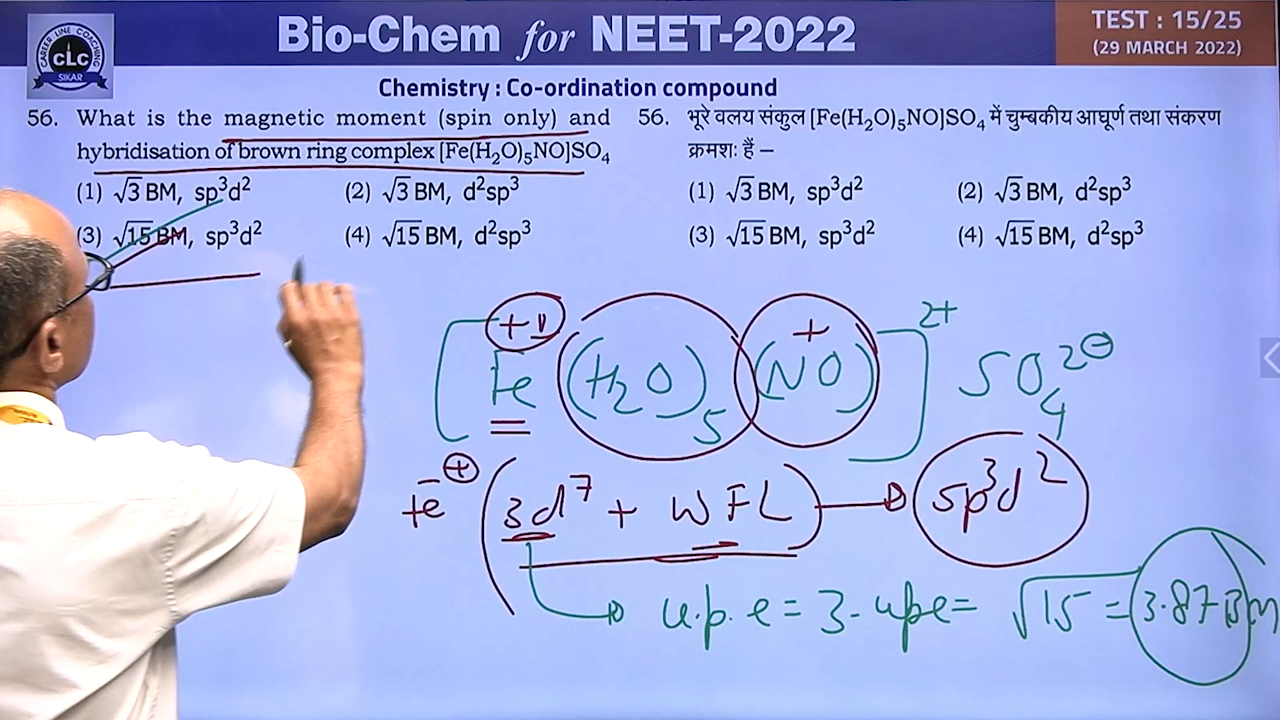 CAREER LINE COACHING
CLC
SIKAR
Bio-Chem for NEET-2022
TEST : 15/25
(29 MARCH 2022)
Chemistry : Co-ordination compound
56. What is the magnetic moment (spin only) and
hybridisation of brown ring complex [Fe(H₂O)₅NO]SO₄
(1) √3 BM, sp³d² (2) √3 BM, d²sp³
(3) √15 BM, sp³d² (4) √15 BM, d²sp³
56. भूरे वलय संकुल [Fe(H₂O)₅NO]SO₄ में चुम्बकीय आघूर्ण तथा संकरण
क्रमशः हैं –
(1) √3 BM, sp³d² (2) √3 BM, d²sp³
(3) √15 BM, sp³d² (4) √15 BM, d²sp³
+1 + 2+
[Fe (H₂O)₅ (NO)] SO₄²⊖
Fe⊕ (3d⁷ + WFL) → sp³d²
u.p.e = 3. upe = √15 = 3.87 BM